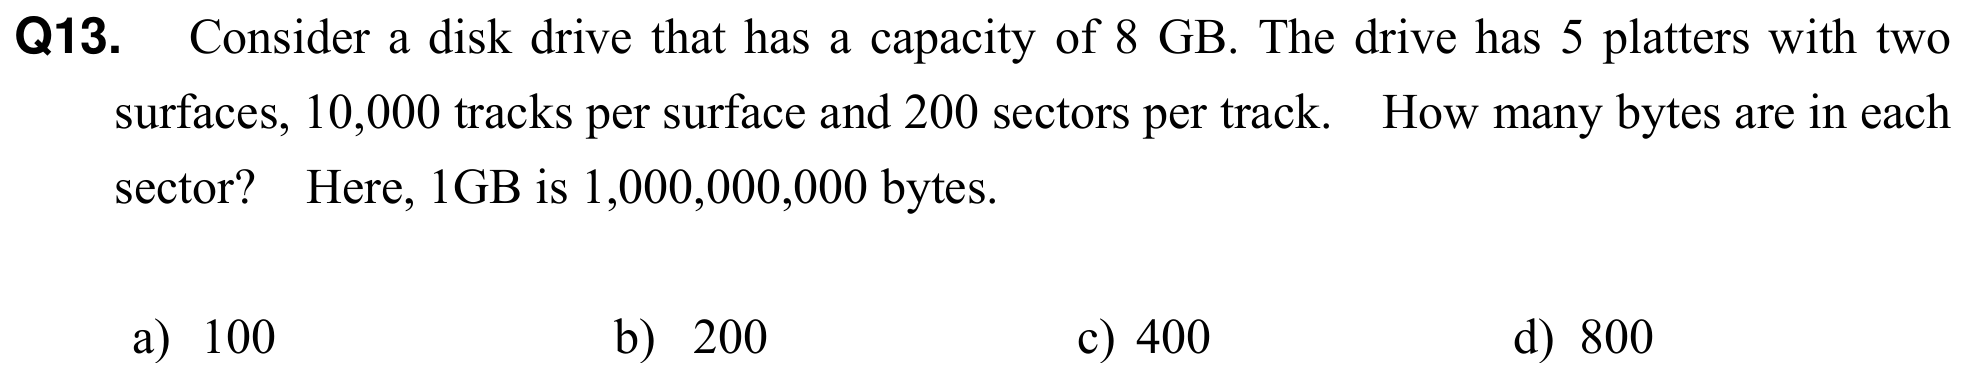 Q13. Consider a disk drive that has a capacity of 8 GB. The drive has 5 platters with two
surfaces, 10,000 tracks per surface and 200 sectors per track. How many bytes are in each
sector? Here, 1GB is 1,000,000,000 bytes.
a) 100 b) 200 c) 400 d) 800